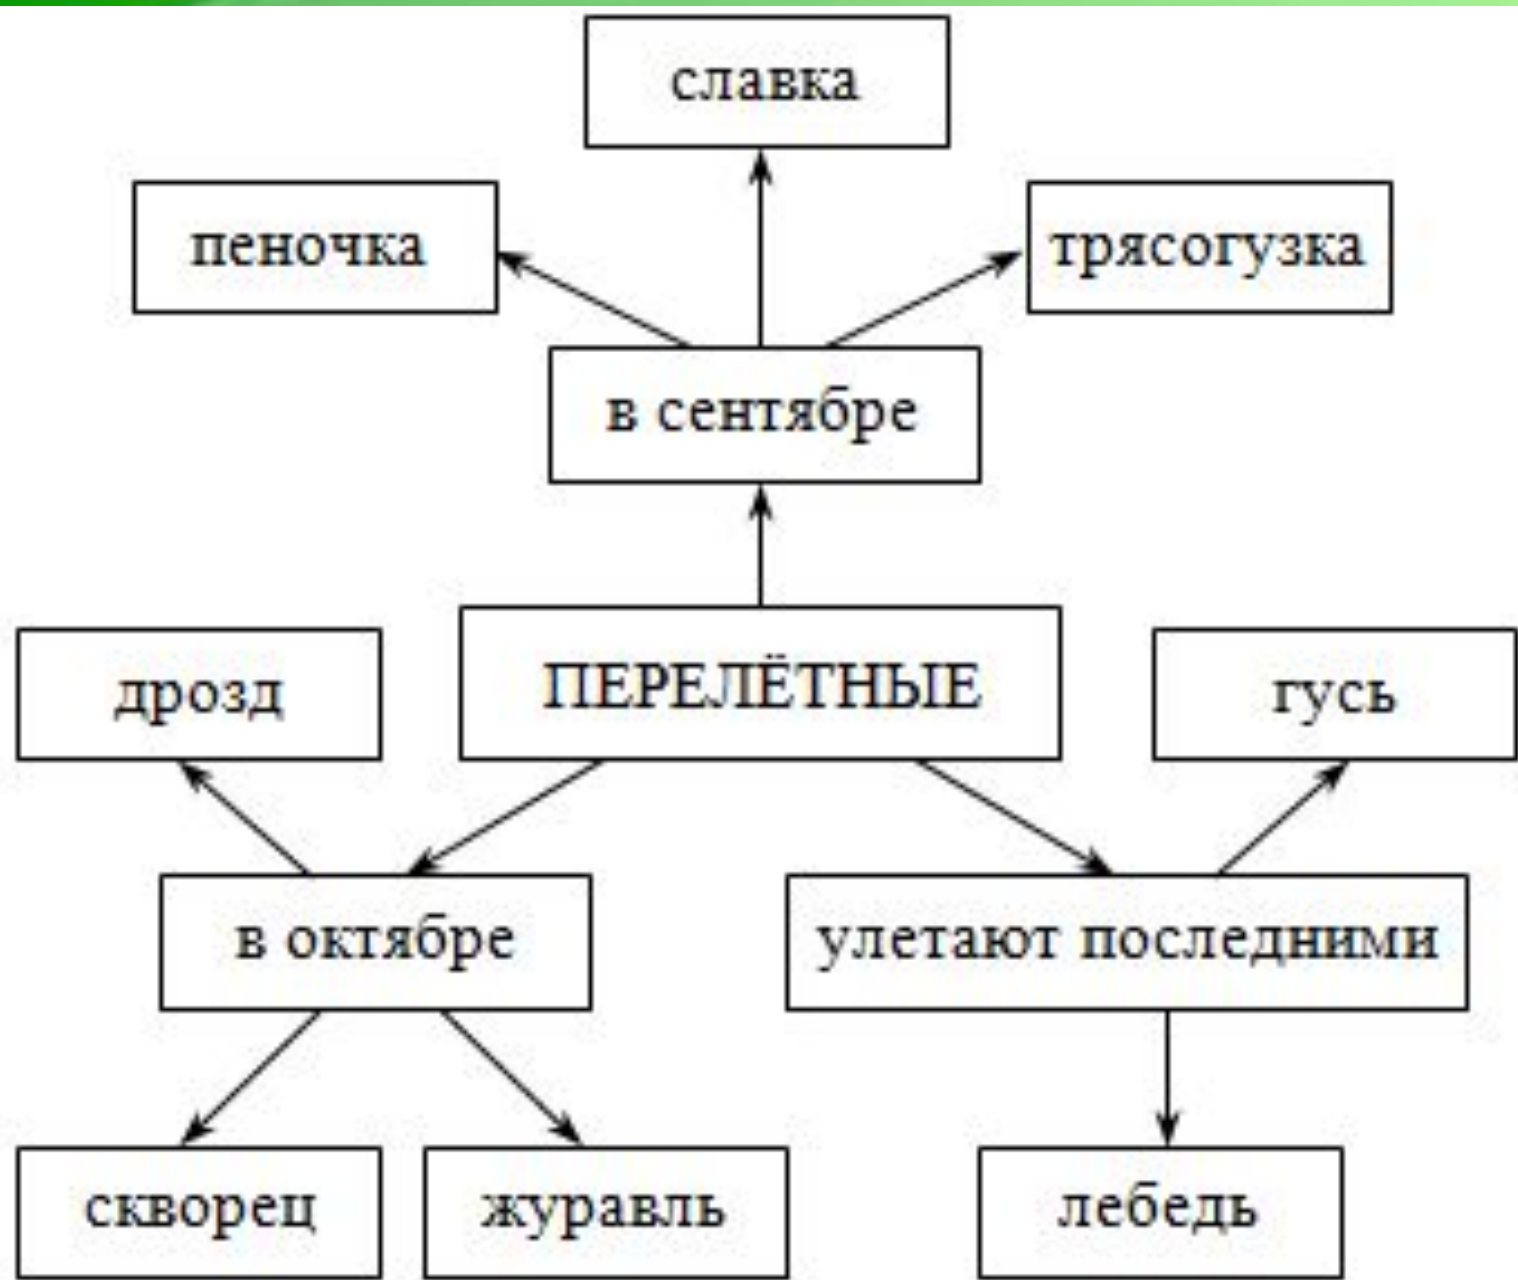 славка
пеночка
трясогузка
в сентябре
дрозд
ПЕРЕЛЁТНЫЕ
гусь
в октябре
улетают последними
скворец
журавль
лебедь